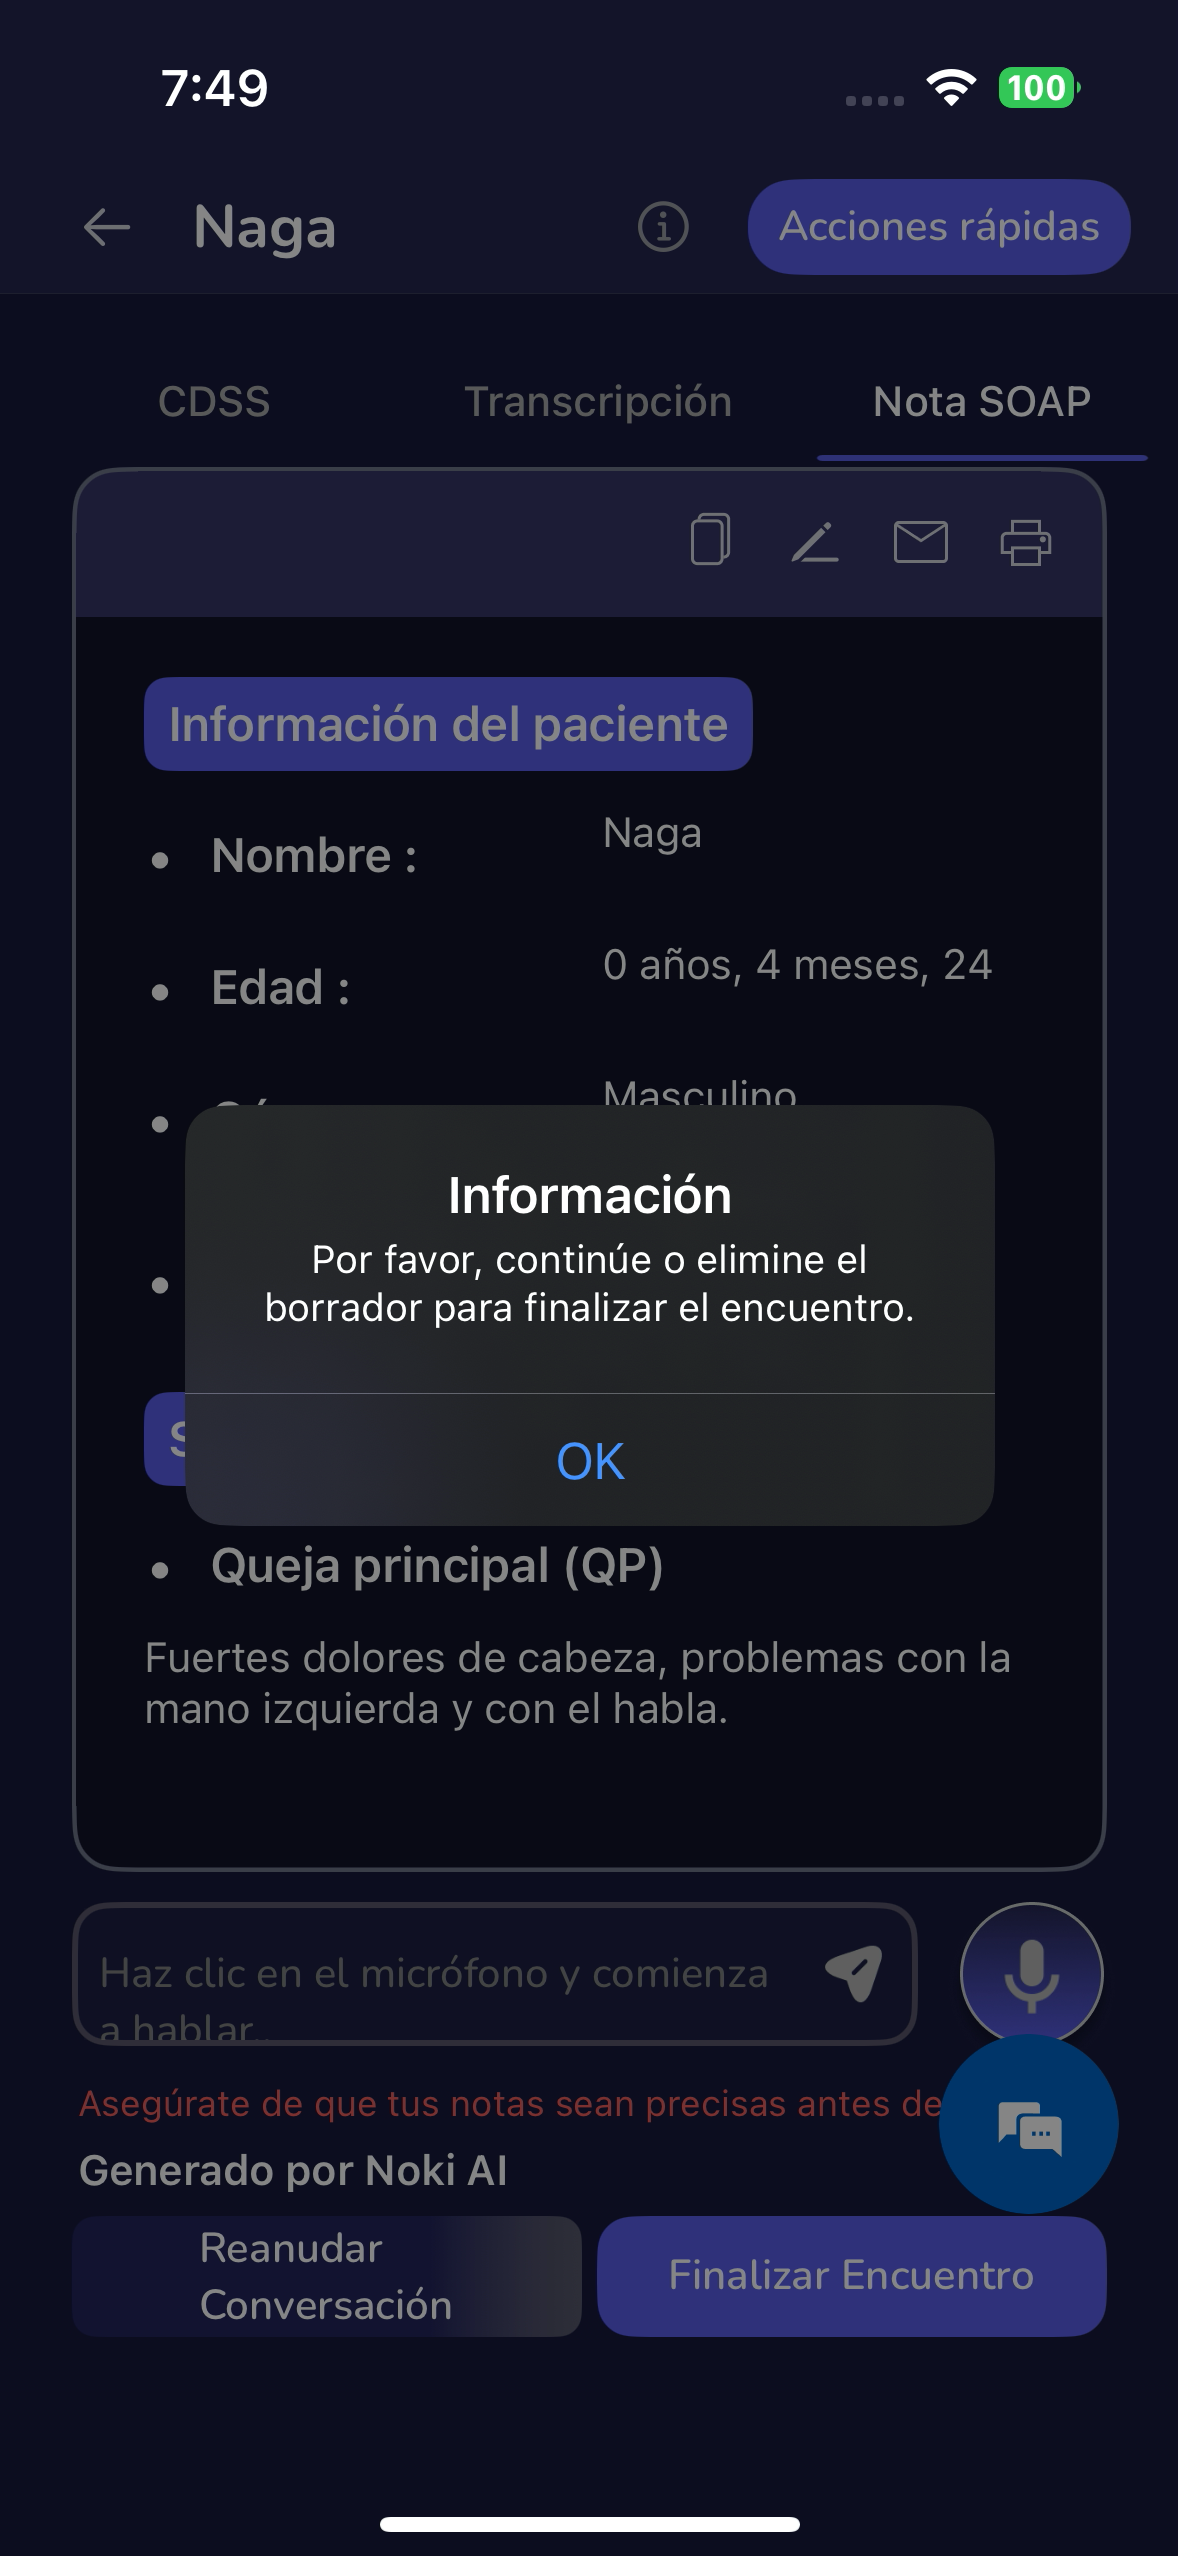 7:49
100
Naga
Acciones rápidas
CDSS
Transcripción
Nota SOAP
Información del paciente
Nombre :
Naga
Edad :
0 años, 4 meses, 24
Masculino
Información
Por favor, continúe o elimine el
borrador para finalizar el encuentro.
OK
S
Queja principal (QP)
Fuertes dolores de cabeza, problemas con la
mano izquierda y con el habla.
Haz clic en el micrófono y comienza
a hablar..
Asegúrate de que tus notas sean precisas antes de
Generado por Noki AI
Reanudar
Conversación
Finalizar Encuentro